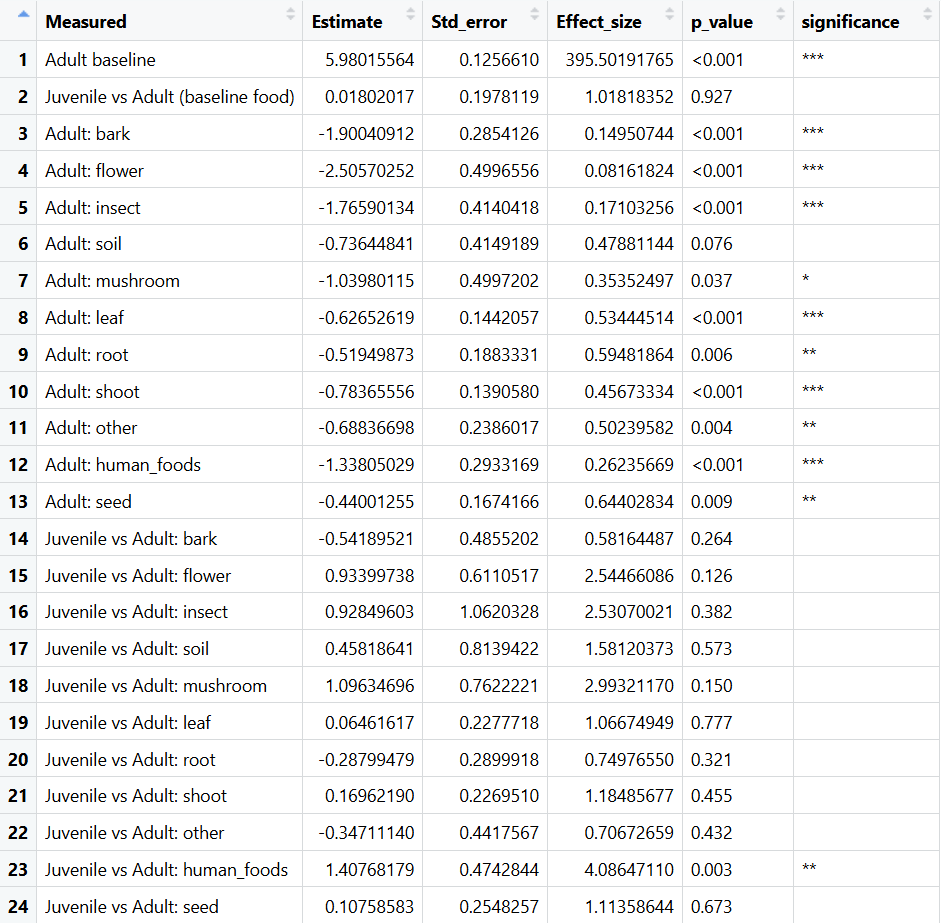 Measured Estimate Std_error Effect_size p_value significance
1 Adult baseline 5.98015564 0.1256610 395.50191765 <0.001 ***
2 Juvenile vs Adult (baseline food) 0.01802017 0.1978119 1.01818352 0.927
3 Adult: bark -1.90040912 0.2854126 0.14950744 <0.001 ***
4 Adult: flower -2.50570252 0.4996556 0.08161824 <0.001 ***
5 Adult: insect -1.76590134 0.4140418 0.17103256 <0.001 ***
6 Adult: soil -0.73644841 0.4149189 0.47881144 0.076
7 Adult: mushroom -1.03980115 0.4997202 0.35352497 0.037 *
8 Adult: leaf -0.62652619 0.1442057 0.53444514 <0.001 ***
9 Adult: root -0.51949873 0.1883331 0.59481864 0.006 **
10 Adult: shoot -0.78365556 0.1390580 0.45673334 <0.001 ***
11 Adult: other -0.68836698 0.2386017 0.50239582 0.004 **
12 Adult: human_foods -1.33805029 0.2933169 0.26235669 <0.001 ***
13 Adult: seed -0.44001255 0.1674166 0.64402834 0.009 **
14 Juvenile vs Adult: bark -0.54189521 0.4855202 0.58164487 0.264
15 Juvenile vs Adult: flower 0.93399738 0.6110517 2.54466086 0.126
16 Juvenile vs Adult: insect 0.92849603 1.0620328 2.53070021 0.382
17 Juvenile vs Adult: soil 0.45818641 0.8139422 1.58120373 0.573
18 Juvenile vs Adult: mushroom 1.09634696 0.7622221 2.99321170 0.150
19 Juvenile vs Adult: leaf 0.06461617 0.2277718 1.06674949 0.777
20 Juvenile vs Adult: root -0.28799479 0.2899918 0.74976550 0.321
21 Juvenile vs Adult: shoot 0.16962190 0.2269510 1.18485677 0.455
22 Juvenile vs Adult: other -0.34711140 0.4417567 0.70672659 0.432
23 Juvenile vs Adult: human_foods 1.40768179 0.4742844 4.08647110 0.003 **
24 Juvenile vs Adult: seed 0.10758583 0.2548257 1.11358644 0.673